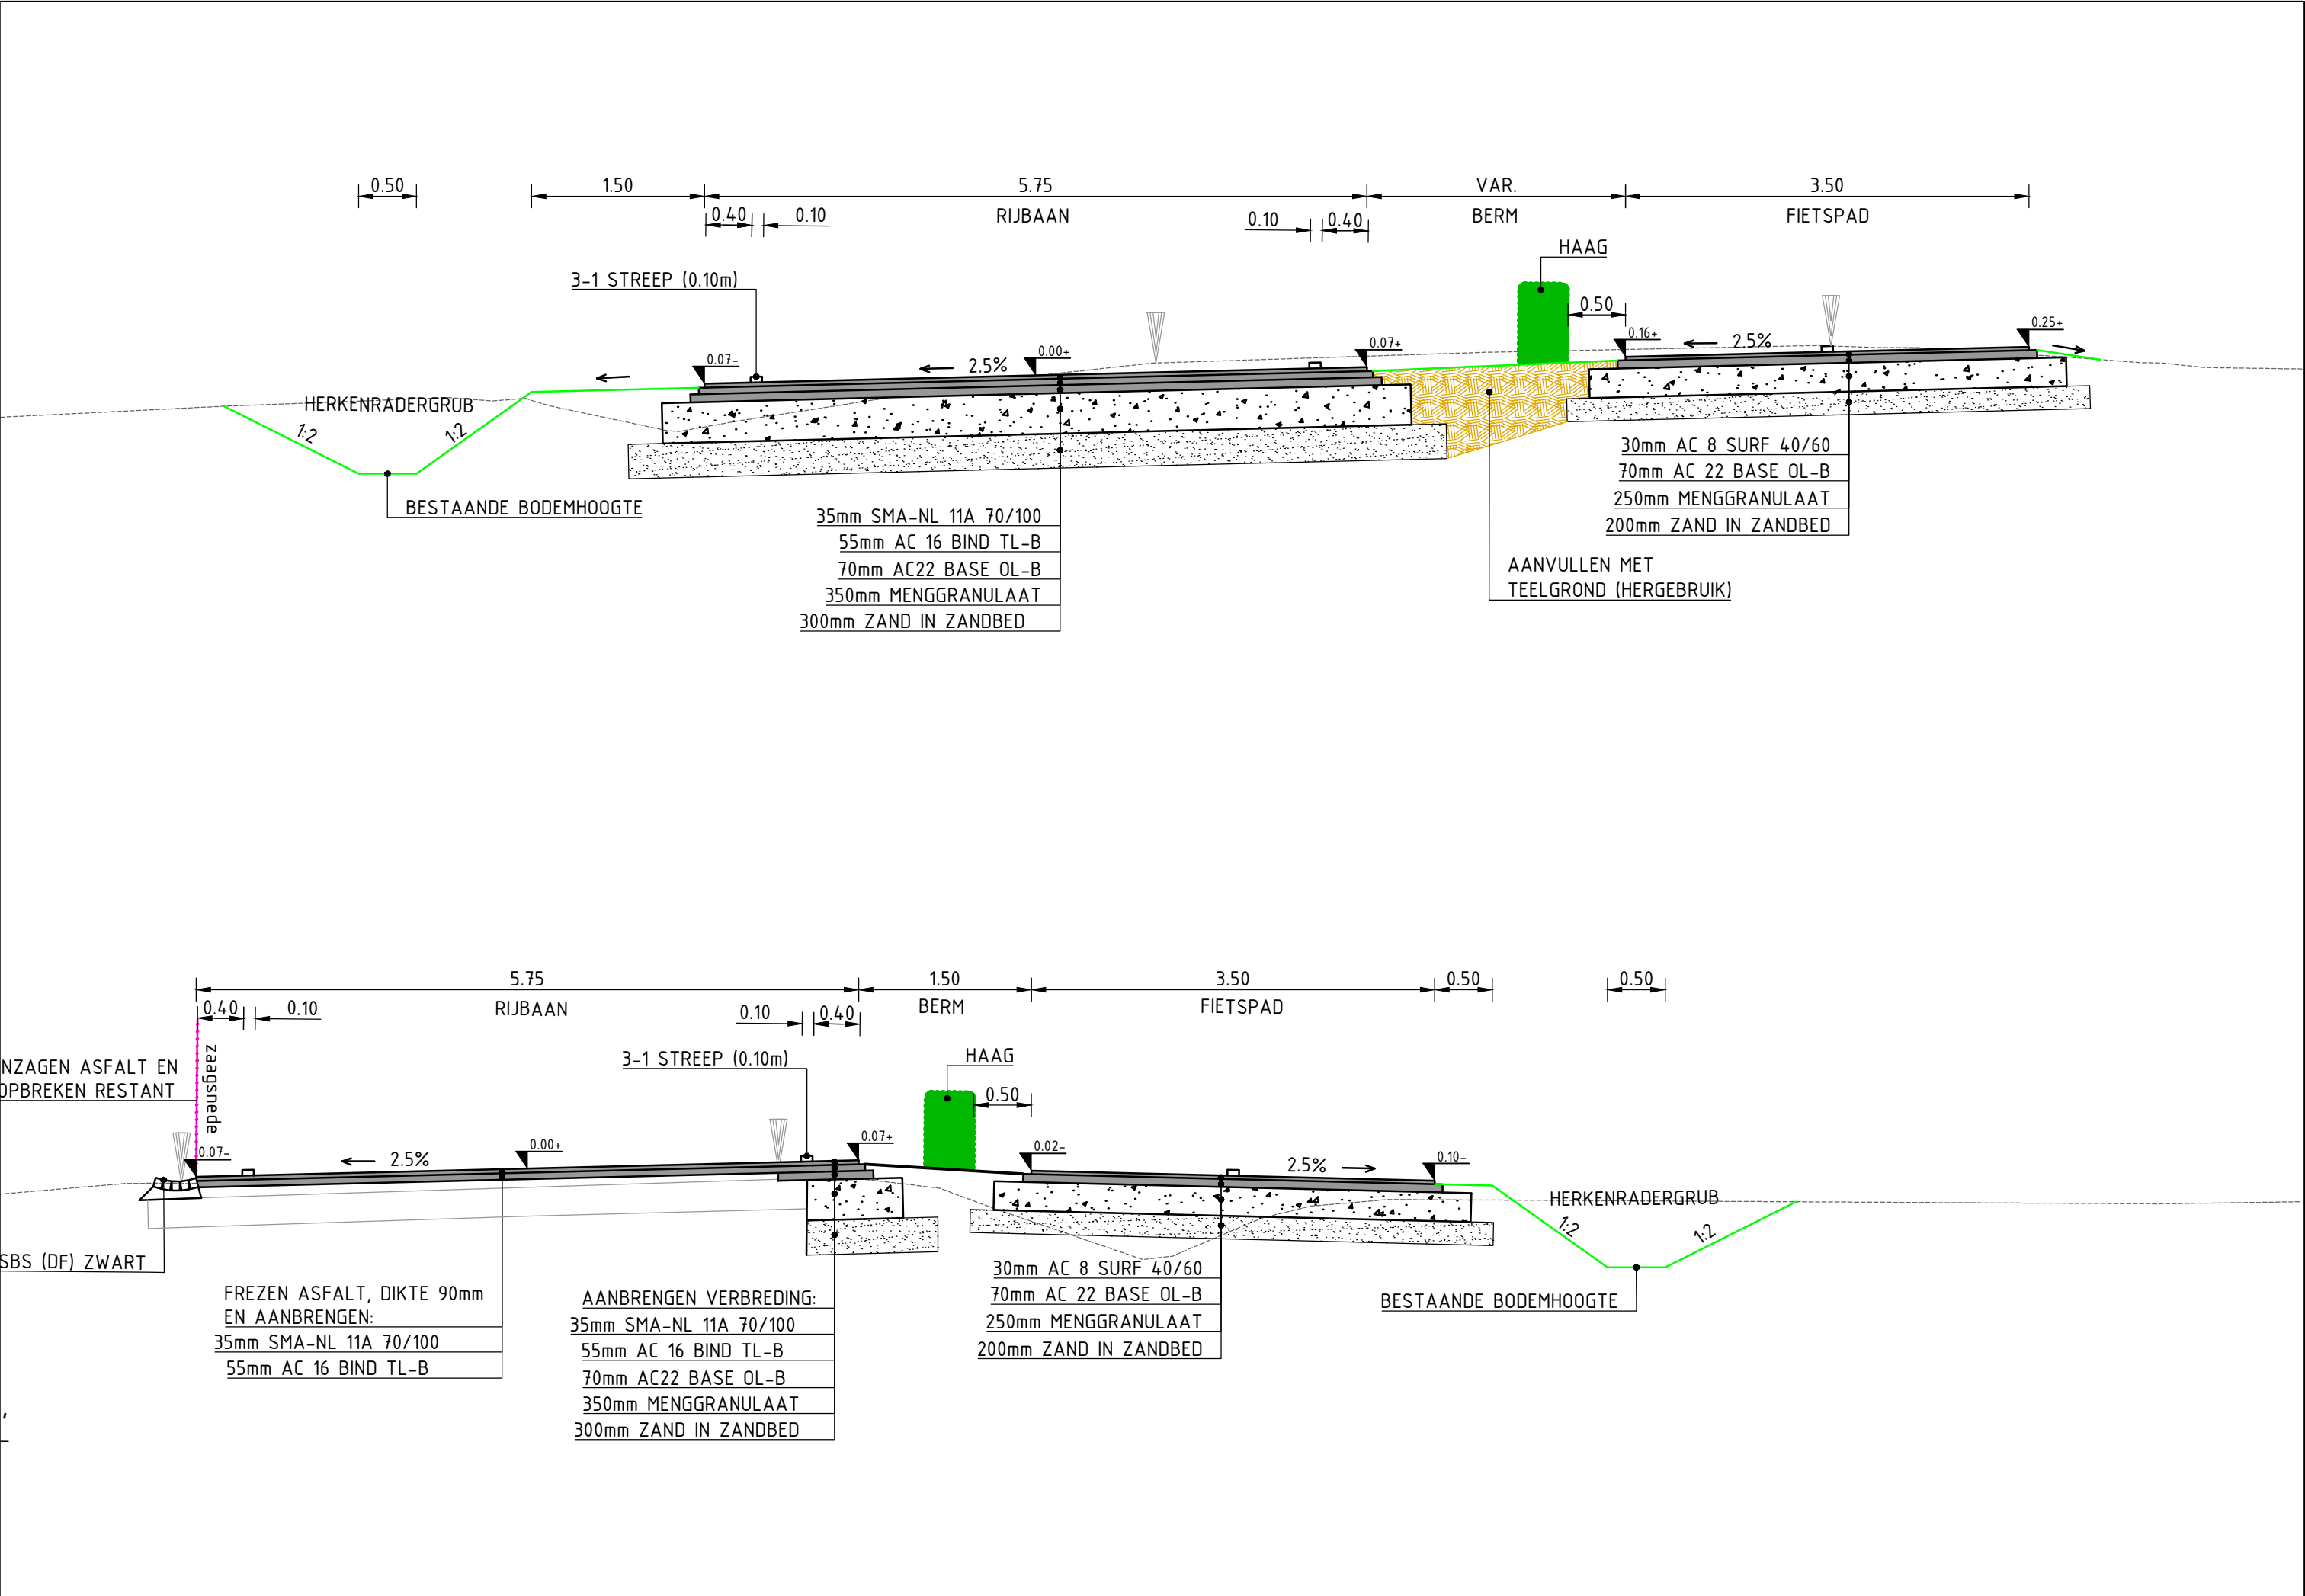 0.50
1.50
5.75
VAR.
3.50
RIJBAAN
BERM
FIETSPAD
0.40
0.10
0.10
0.40
HAAG
3-1 STREEP (0.10m)
0.50
0.07-
2.5%
0.00+
0.07+
0.16+
2.5%
0.25+
HERKENRADERGRUB
1:2
1:2
BESTAANDE BODEMHOOGTE
35mm SMA-NL 11A 70/100
55mm AC 16 BIND TL-B
70mm AC22 BASE OL-B
350mm MENGGRANULAAT
300mm ZAND IN ZANDBED
30mm AC 8 SURF 40/60
70mm AC 22 BASE OL-B
250mm MENGGRANULAAT
200mm ZAND IN ZANDBED
AANVULLEN MET
TEELGROND (HERGEBRUIK)
5.75
1.50
3.50
0.50
0.50
RIJBAAN
BERM
FIETSPAD
0.40
0.10
0.10
0.40
NZAGEN ASFALT EN
OPBREKEN RESTANT
zaagsnede
3-1 STREEP (0.10m)
HAAG
0.50
0.07-
2.5%
0.00+
0.07+
0.02-
2.5%
0.10-
HERKENRADERGRUB
1:2
1:2
BESTAANDE BODEMHOOGTE
SBS (DF) ZWART
FREZEN ASFALT, DIKTE 90mm
EN AANBRENGEN:
35mm SMA-NL 11A 70/100
55mm AC 16 BIND TL-B
AANBRENGEN VERBREDING:
35mm SMA-NL 11A 70/100
55mm AC 16 BIND TL-B
70mm AC22 BASE OL-B
350mm MENGGRANULAAT
300mm ZAND IN ZANDBED
30mm AC 8 SURF 40/60
70mm AC 22 BASE OL-B
250mm MENGGRANULAAT
200mm ZAND IN ZANDBED